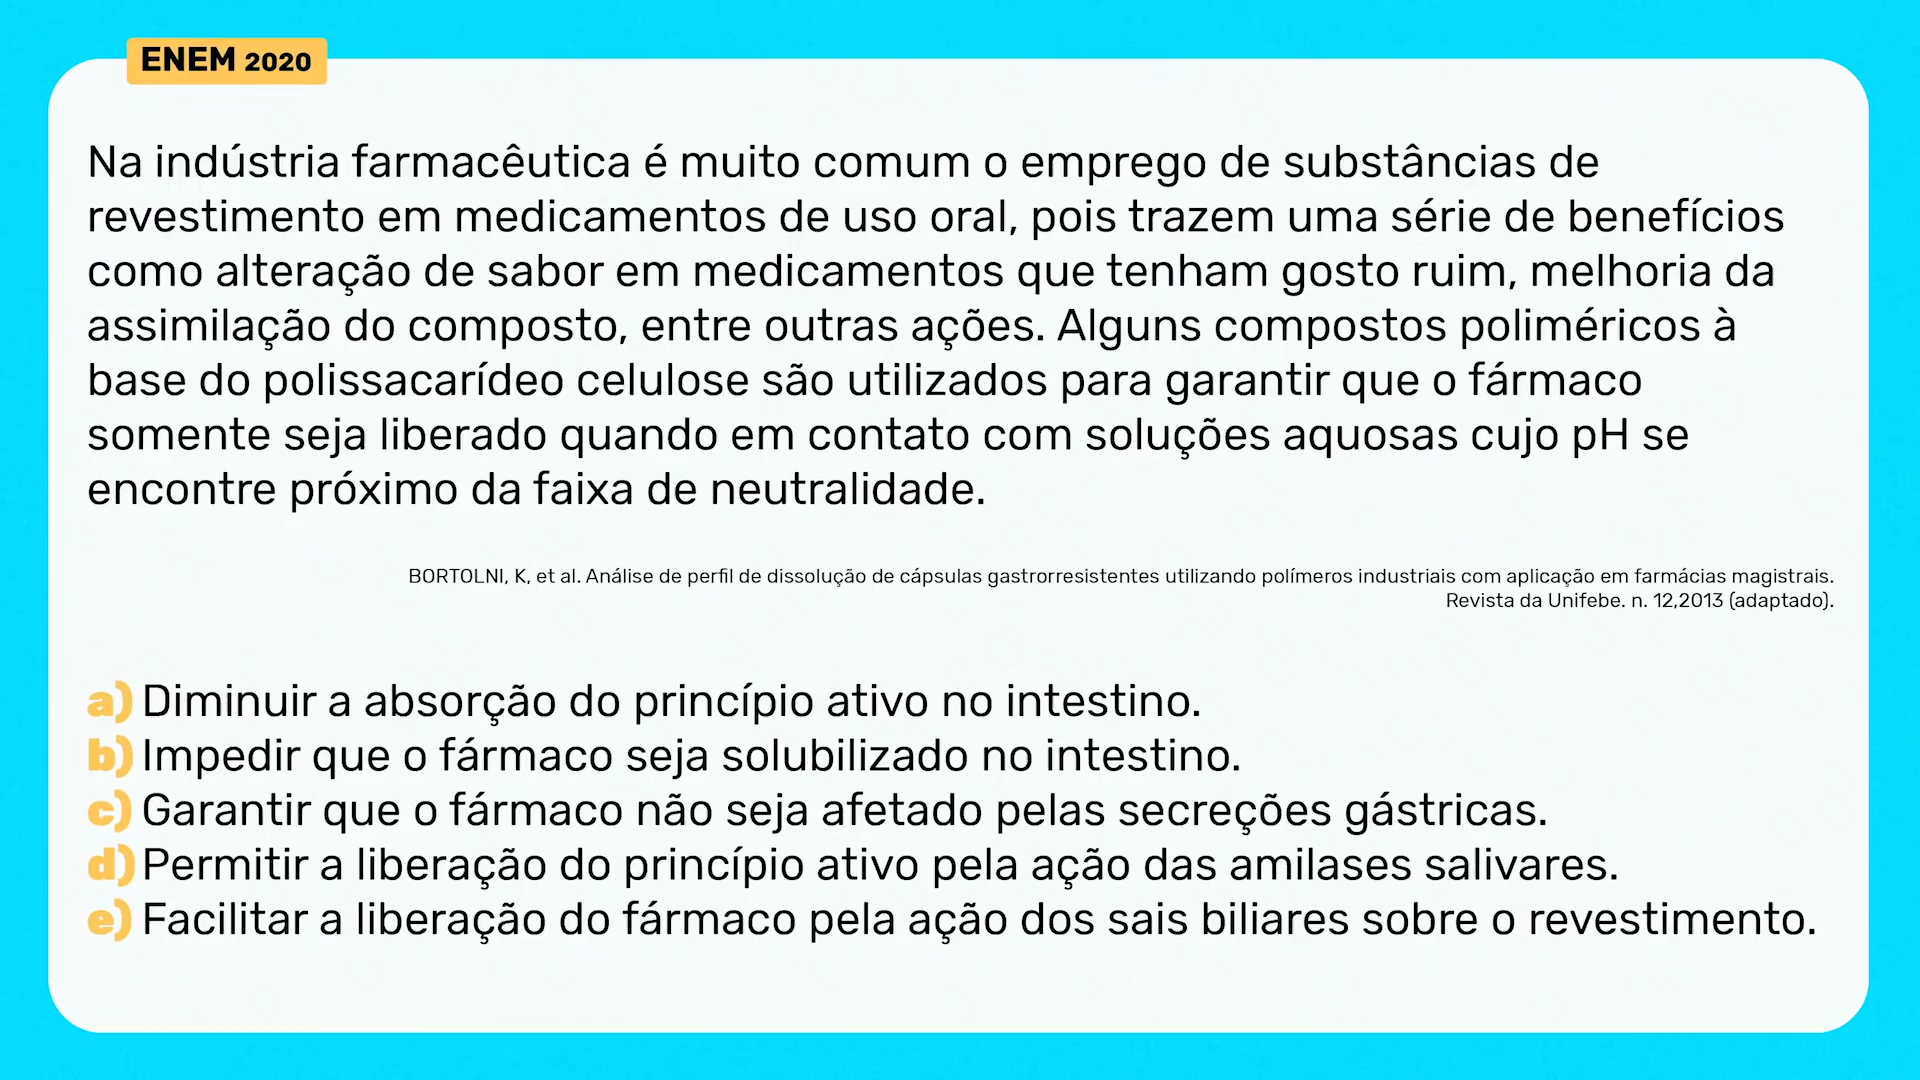 ENEM 2020
Na indústria farmacêutica é muito comum o emprego de substâncias de
revestimento em medicamentos de uso oral, pois trazem uma série de benefícios
como alteração de sabor em medicamentos que tenham gosto ruim, melhoria da
assimilação do composto, entre outras ações. Alguns compostos poliméricos à
base do polissacarídeo celulose são utilizados para garantir que o fármaco
somente seja liberado quando em contato com soluções aquosas cujo pH se
encontre próximo da faixa de neutralidade.
BORTOLNI, K, et al. Análise de perfil de dissolução de cápsulas gastrorresistentes utilizando polímeros industriais com aplicação em farmácias magistrais.
Revista da Unifebe. n. 12,2013 (adaptado).
a) Diminuir a absorção do princípio ativo no intestino.
b) Impedir que o fármaco seja solubilizado no intestino.
c) Garantir que o fármaco não seja afetado pelas secreções gástricas.
d) Permitir a liberação do princípio ativo pela ação das amilases salivares.
e) Facilitar a liberação do fármaco pela ação dos sais biliares sobre o revestimento.